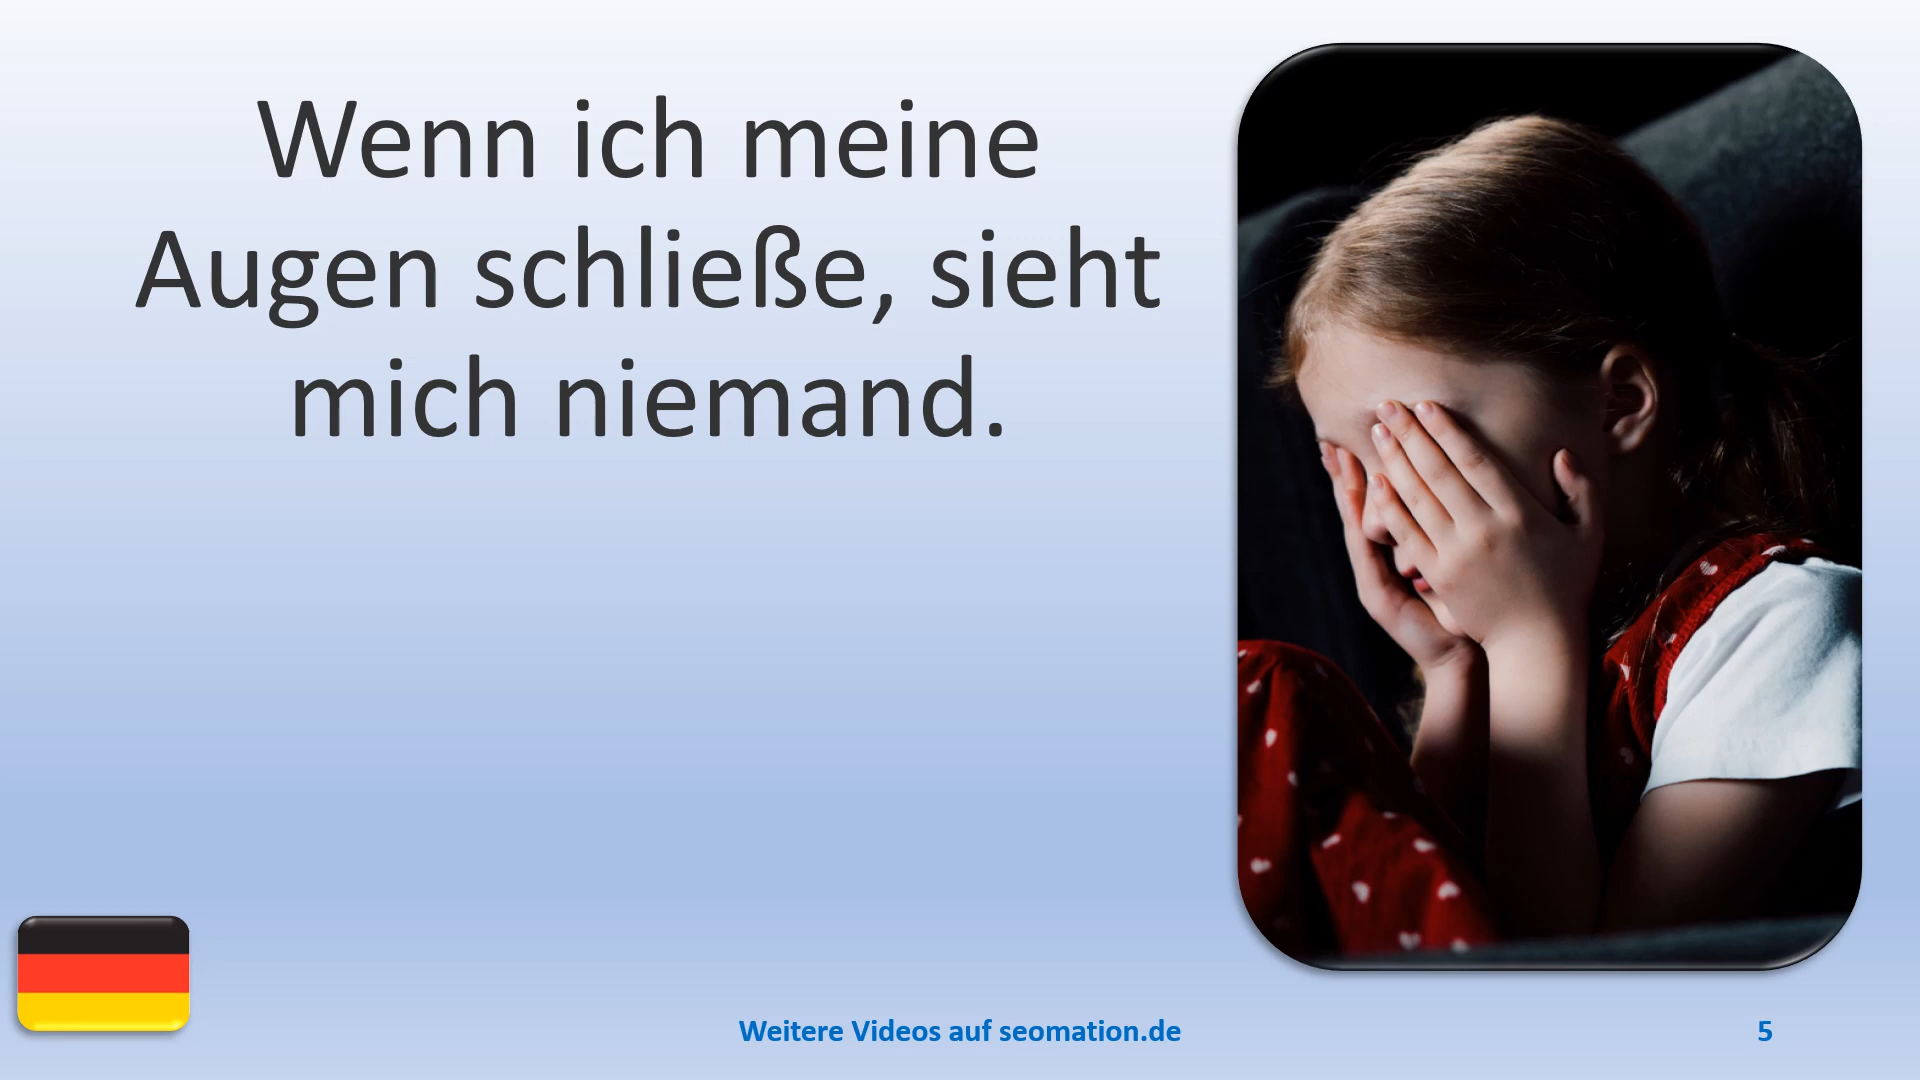 Wenn ich meine
Augen schließe, sieht
mich niemand.
Weitere Videos auf seomation.de
5